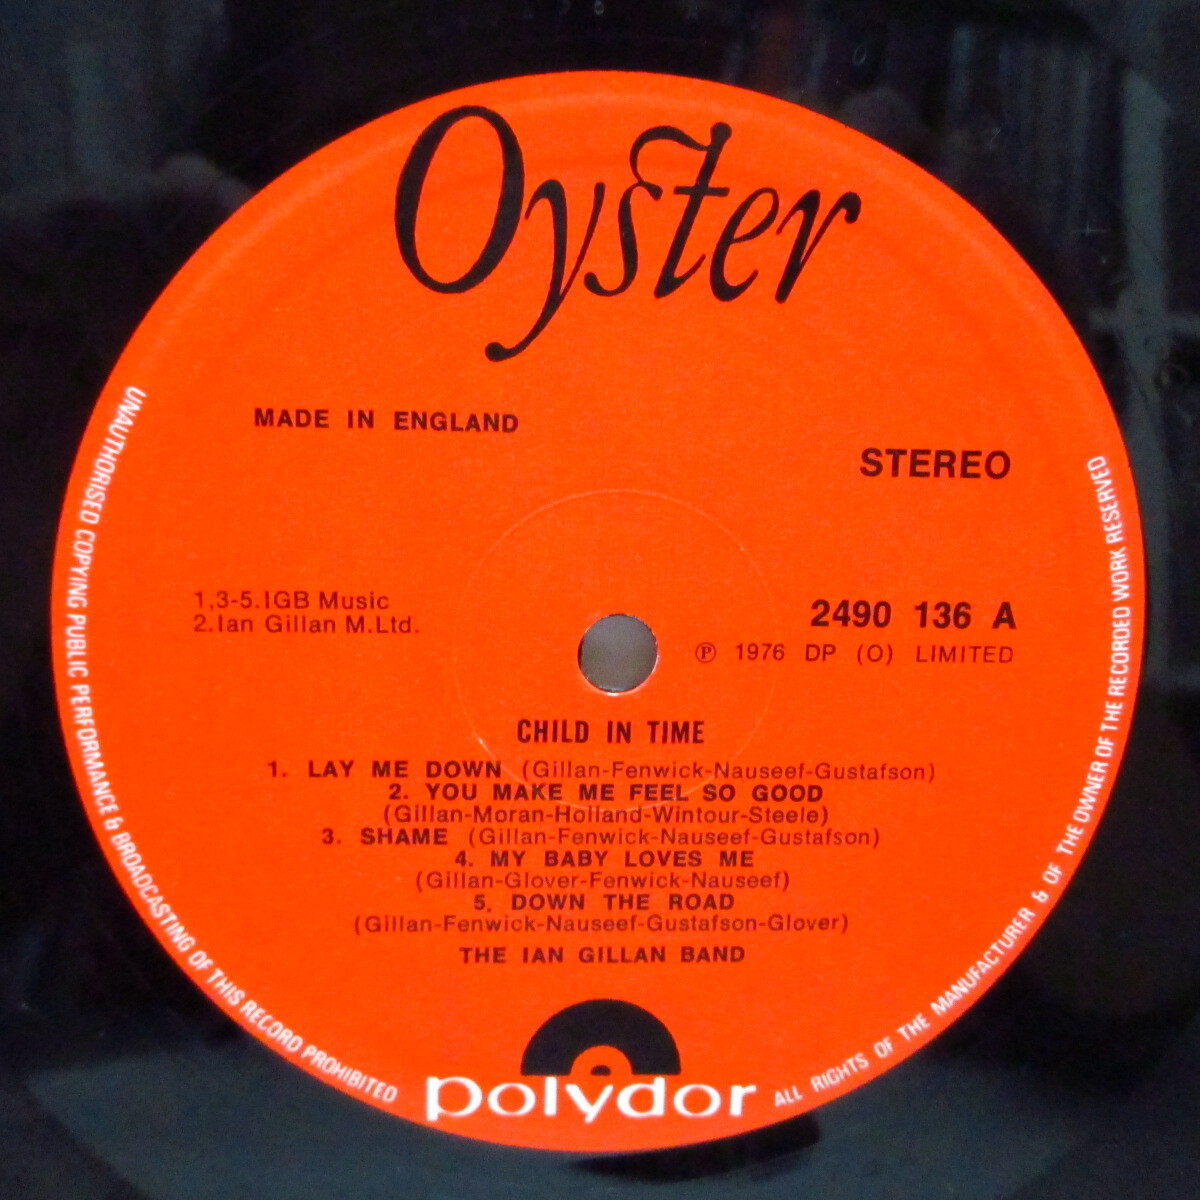 Oyster
MADE IN ENGLAND
STEREO
1,3-5.IGB Music
2.Ian Gillan M.Ltd.
2490 136 A
℗ 1976 DP (O) LIMITED
CHILD IN TIME
1. LAY ME DOWN (Gillan-Fenwick-Nauseef-Gustafson)
2. YOU MAKE ME FEEL SO GOOD
(Gillan-Moran-Holland-Wintour-Steele)
3. SHAME (Gillan-Fenwick-Nauseef-Gustafson)
4. MY BABY LOVES ME
(Gillan-Glover-Fenwick-Nauseef)
5. DOWN THE ROAD
(Gillan-Fenwick-Nauseef-Gustafson-Glover)
THE IAN GILLAN BAND
polydor
UNAUTHORISED COPYING PUBLIC PERFORMANCE & BROADCASTING OF THIS RECORD PROHIBITED
ALL RIGHTS OF THE MANUFACTURER & OF THE OWNER OF THE RECORDED WORK RESERVED